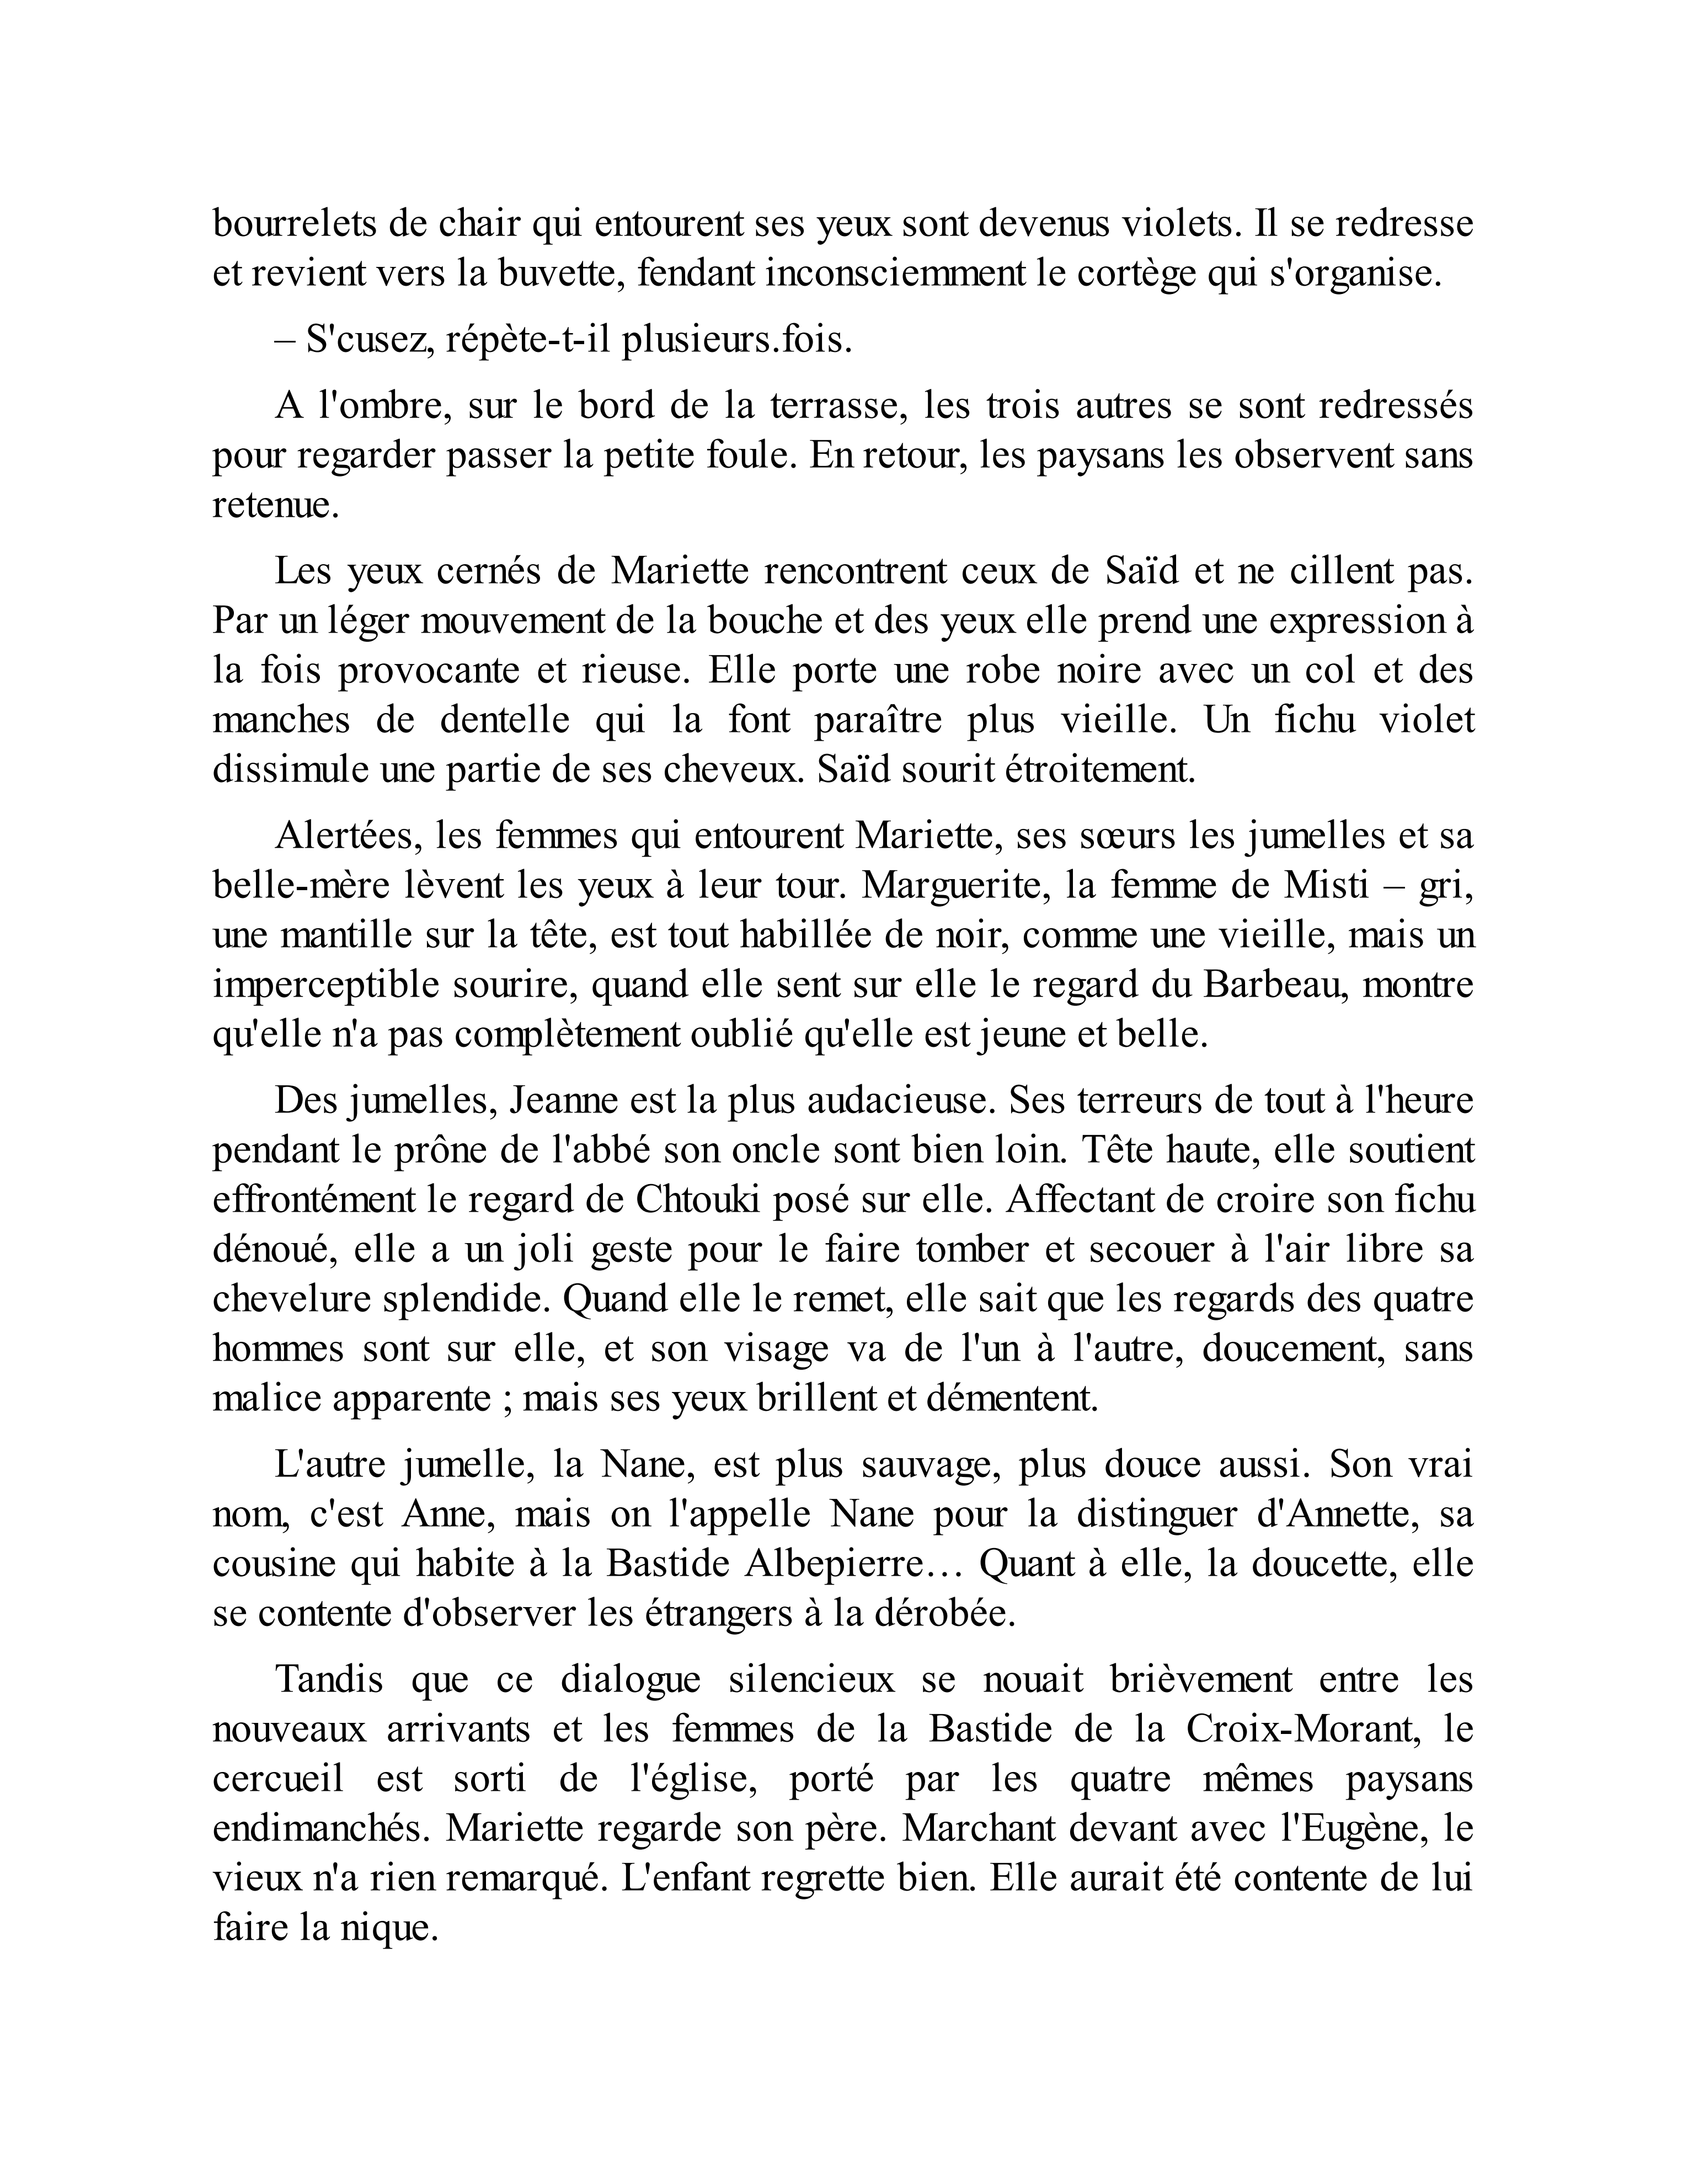 bourrelets de chair qui entourent ses yeux sont devenus violets. Il se redresse
et revient vers la buvette, fendant inconsciemment le cortège qui s'organise.
– S'cusez, répète-t-il plusieurs.fois.
A l'ombre, sur le bord de la terrasse, les trois autres se sont redressés
pour regarder passer la petite foule. En retour, les paysans les observent sans
retenue.
Les yeux cernés de Mariette rencontrent ceux de Saïd et ne cillent pas.
Par un léger mouvement de la bouche et des yeux elle prend une expression à
la fois provocante et rieuse. Elle porte une robe noire avec un col et des
manches de dentelle qui la font paraître plus vieille. Un fichu violet
dissimule une partie de ses cheveux. Saïd sourit étroitement.
Alertées, les femmes qui entourent Mariette, ses sœurs les jumelles et sa
belle-mère lèvent les yeux à leur tour. Marguerite, la femme de Misti – gri,
une mantille sur la tête, est tout habillée de noir, comme une vieille, mais un
imperceptible sourire, quand elle sent sur elle le regard du Barbeau, montre
qu'elle n'a pas complètement oublié qu'elle est jeune et belle.
Des jumelles, Jeanne est la plus audacieuse. Ses terreurs de tout à l'heure
pendant le prône de l'abbé son oncle sont bien loin. Tête haute, elle soutient
effrontément le regard de Chtouki posé sur elle. Affectant de croire son fichu
dénoué, elle a un joli geste pour le faire tomber et secouer à l'air libre sa
chevelure splendide. Quand elle le remet, elle sait que les regards des quatre
hommes sont sur elle, et son visage va de l'un à l'autre, doucement, sans
malice apparente ; mais ses yeux brillent et démentent.
L'autre jumelle, la Nane, est plus sauvage, plus douce aussi. Son vrai
nom, c'est Anne, mais on l'appelle Nane pour la distinguer d'Annette, sa
cousine qui habite à la Bastide Albepierre… Quant à elle, la doucette, elle
se contente d'observer les étrangers à la dérobée.
Tandis que ce dialogue silencieux se nouait brièvement entre les
nouveaux arrivants et les femmes de la Bastide de la Croix-Morant, le
cercueil est sorti de l'église, porté par les quatre mêmes paysans
endimanchés. Mariette regarde son père. Marchant devant avec l'Eugène, le
vieux n'a rien remarqué. L'enfant regrette bien. Elle aurait été contente de lui
faire la nique.